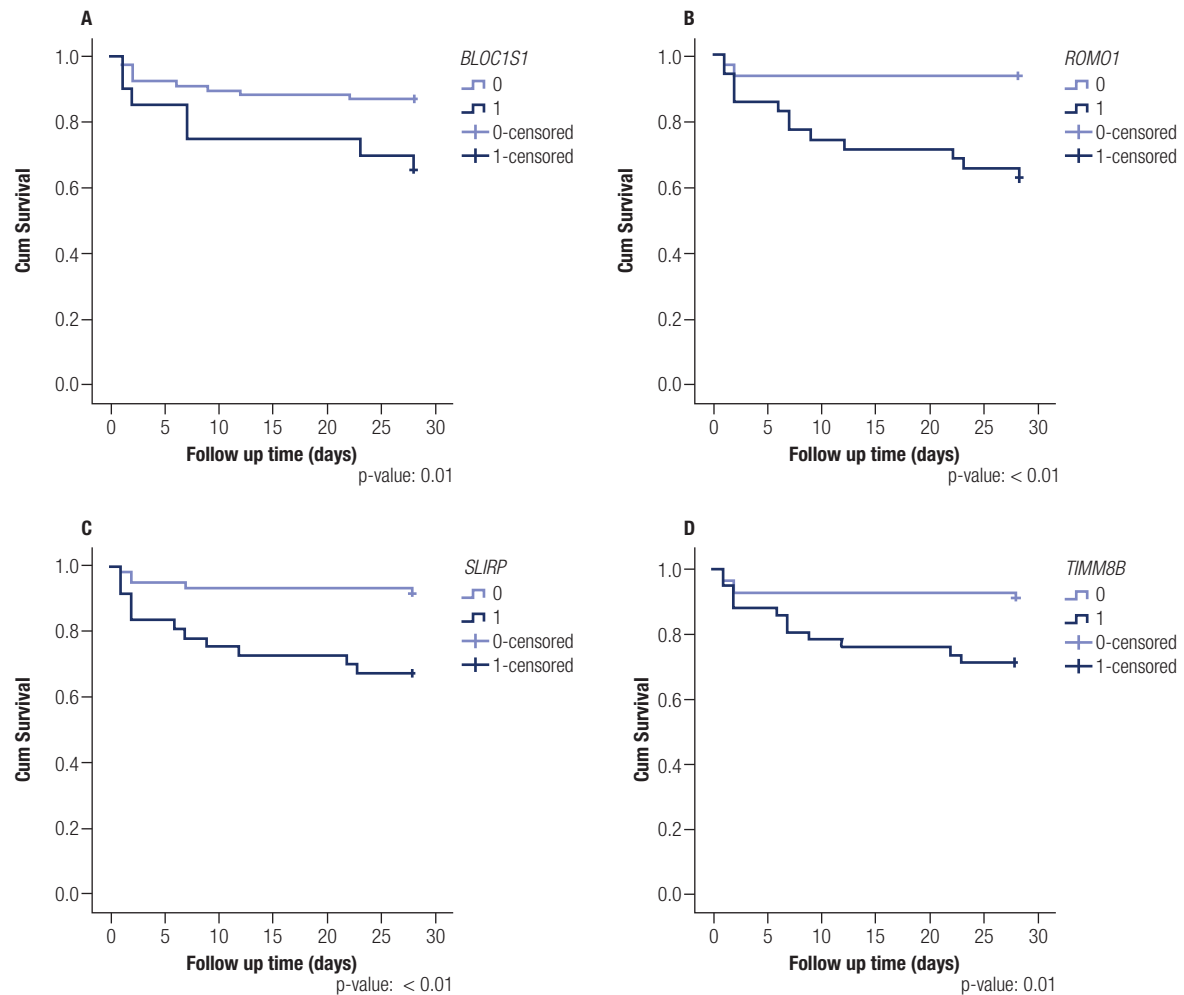 A
BLOC1S1
0
1
0-censored
1-censored
Cum Survival
1.0
0.8
0.6
0.4
0.2
0.0
0 5 10 15 20 25 30
Follow up time (days)
p-value: 0.01
B
ROMO1
0
1
0-censored
1-censored
Cum Survival
1.0
0.8
0.6
0.4
0.2
0.0
0 5 10 15 20 25 30
Follow up time (days)
p-value: < 0.01
C
SLIRP
0
1
0-censored
1-censored
Cum Survival
1.0
0.8
0.6
0.4
0.2
0.0
0 5 10 15 20 25 30
Follow up time (days)
p-value: < 0.01
D
TIMM8B
0
1
0-censored
1-censored
Cum Survival
1.0
0.8
0.6
0.4
0.2
0.0
0 5 10 15 20 25 30
Follow up time (days)
p-value: 0.01